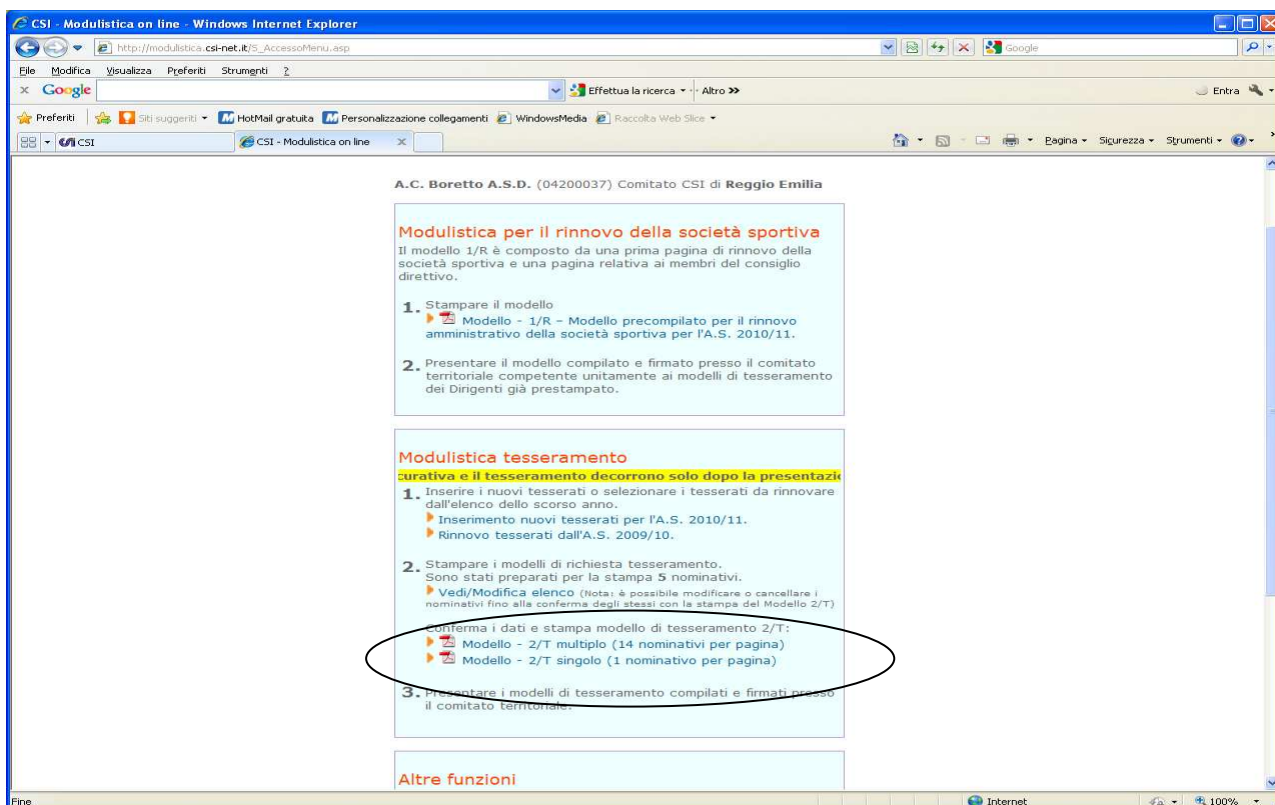 CSI - Modulistica on line - Windows Internet Explorer
http://modulistica.csi-net.it/S_AccessoMenu.asp
Google
File Modifica Visualizza Preferiti Strumenti ?
x Google Effettua la ricerca Altro >> Entra
Preferiti Siti suggeriti HotMail gratuita Personalizzazione collegamenti WindowsMedia Raccolta Web Slice
CSI CSI - Modulistica on line x Pagina Sicurezza Strumenti
A.C. Boretto A.S.D. (04200037) Comitato CSI di Reggio Emilia
Modulistica per il rinnovo della società sportiva
Il modello 1/R è composto da una prima pagina di rinnovo della
società sportiva e una pagina relativa ai membri del consiglio
direttivo.
1. Stampare il modello
Modello - 1/R – Modello precompilato per il rinnovo
amministrativo della società sportiva per l'A.S. 2010/11.
2. Presentare il modello compilato e firmato presso il comitato
territoriale competente unitamente ai modelli di tesseramento
dei Dirigenti già prestampato.
Modulistica tesseramento
curativa e il tesseramento decorrono solo dopo la presentazio
1. Inserire i nuovi tesserati o selezionare i tesserati da rinnovare
dall'elenco dello scorso anno.
Inserimento nuovi tesserati per l'A.S. 2010/11.
Rinnovo tesserati dall'A.S. 2009/10.
2. Stampare i modelli di richiesta tesseramento.
Sono stati preparati per la stampa 5 nominativi.
Vedi/Modifica elenco (Nota: è possibile modificare o cancellare i
nominativi fino alla conferma degli stessi con la stampa del Modello 2/T)
Conferma i dati e stampa modello di tesseramento 2/T:
Modello - 2/T multiplo (14 nominativi per pagina)
Modello - 2/T singolo (1 nominativo per pagina)
3. Presentare i modelli di tesseramento compilati e firmati presso
il comitato territoriale.
Altre funzioni
Fine Internet 100%